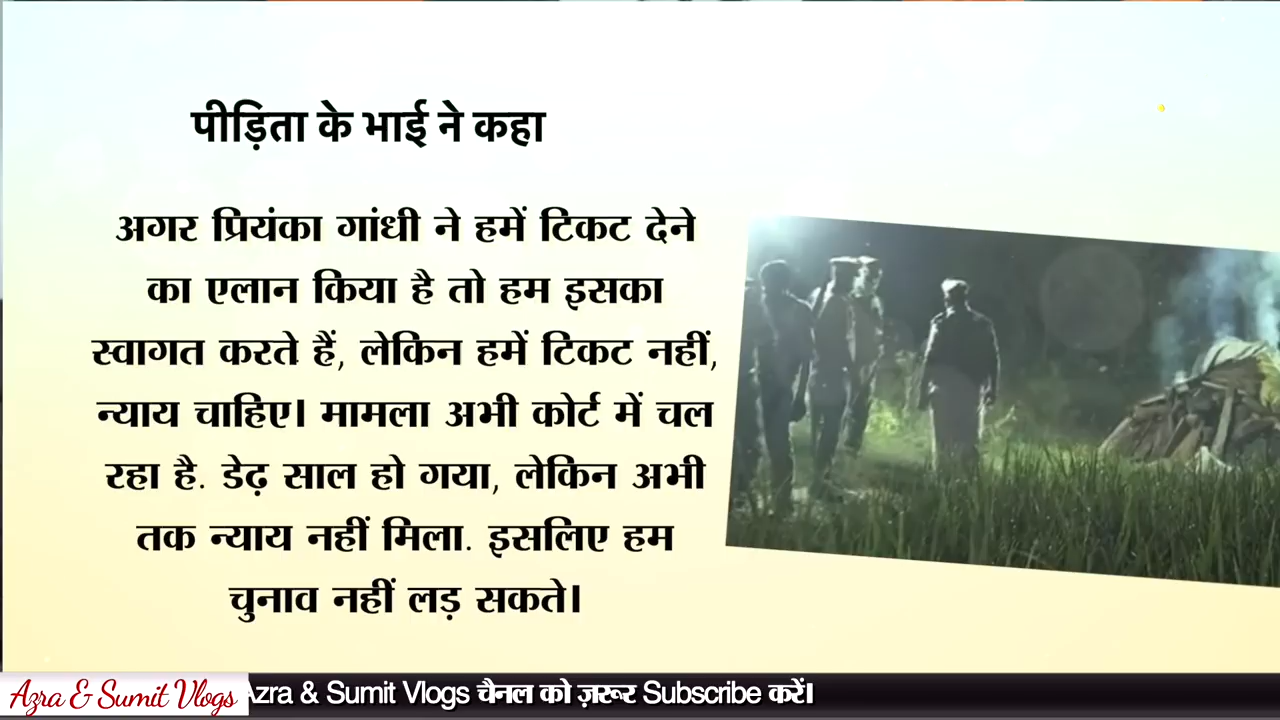 पीड़िता के भाई ने कहा
अगर प्रियंका गांधी ने हमें टिकट देने
का एलान किया है तो हम इसका
स्वागत करते हैं, लेकिन हमें टिकट नहीं,
न्याय चाहिए। मामला अभी कोर्ट में चल
रहा है. डेढ़ साल हो गया, लेकिन अभी
तक न्याय नहीं मिला. इसलिए हम
चुनाव नहीं लड़ सकते।
Azra & Sumit Vlogs
Azra & Sumit Vlogs चैनल को ज़रूर Subscribe करें।